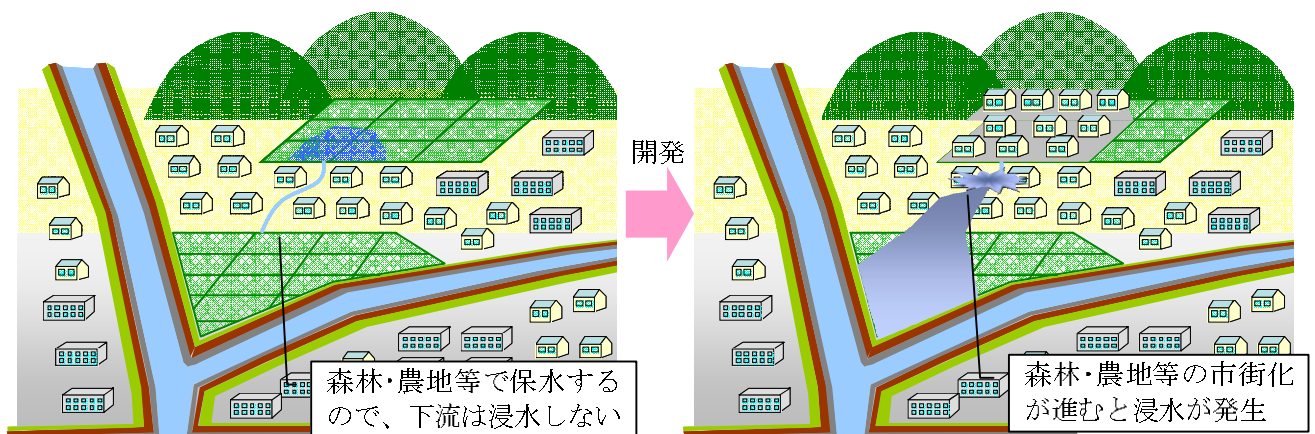 開発
森林・農地等で保水する
ので、下流は浸水しない
森林・農地等の市街化
が進むと浸水が発生